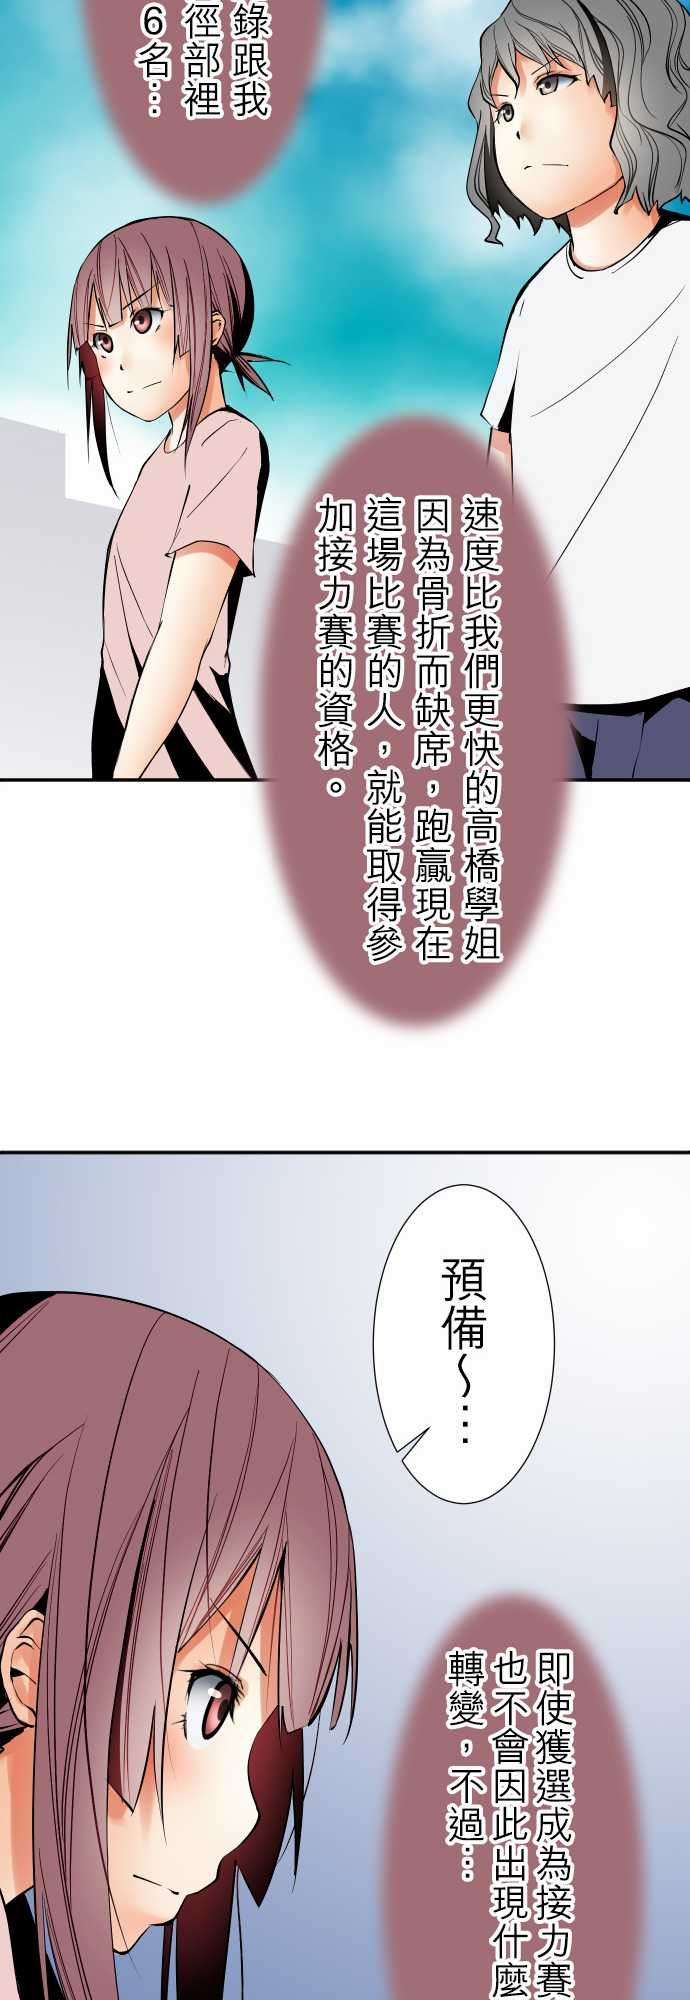 錄跟我
徑部裡
6名…
速度比我們更快的高橋學姐
因為骨折而缺席，跑贏現在
這場比賽的人，就能取得參
加接力賽的資格。
預備～…
即使獲選成為接力賽
也不會因此出現什麼
轉變，不過…